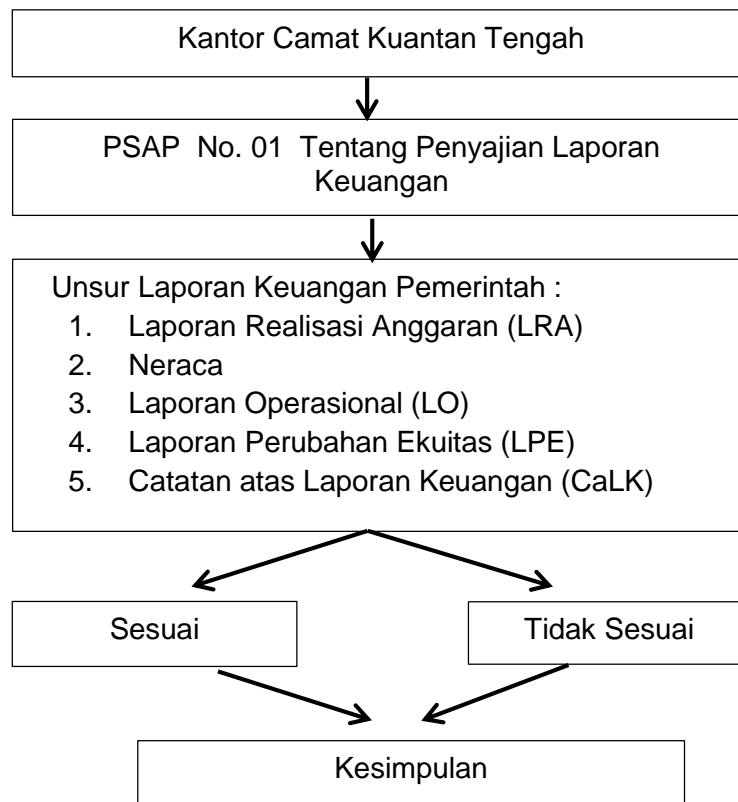 Kantor Camat Kuantan Tengah
PSAP No. 01 Tentang Penyajian Laporan
Keuangan
Unsur Laporan Keuangan Pemerintah :
1. Laporan Realisasi Anggaran (LRA)
2. Neraca
3. Laporan Operasional (LO)
4. Laporan Perubahan Ekuitas (LPE)
5. Catatan atas Laporan Keuangan (CaLK)
Sesuai
Tidak Sesuai
Kesimpulan